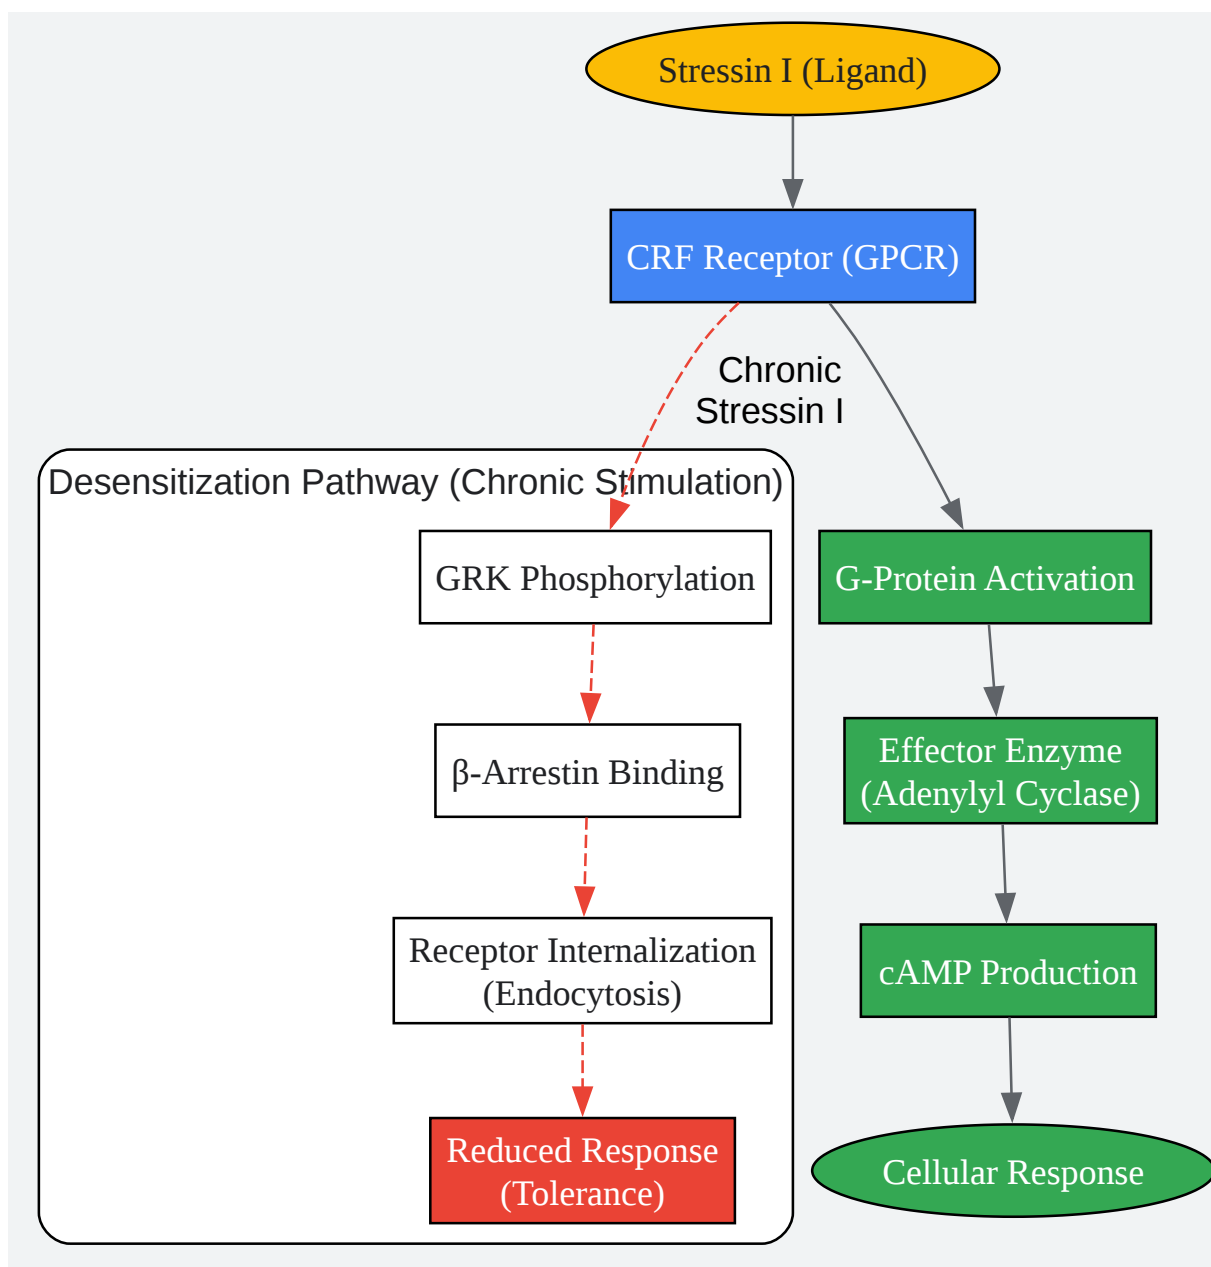 Stressin I (Ligand)
CRF Receptor (GPCR)
Chronic
Stressin I
Desensitization Pathway (Chronic Stimulation)
GRK Phosphorylation
G-Protein Activation
β-Arrestin Binding
Effector Enzyme
(Adenylyl Cyclase)
Receptor Internalization
(Endocytosis)
cAMP Production
Reduced Response
(Tolerance)
Cellular Response